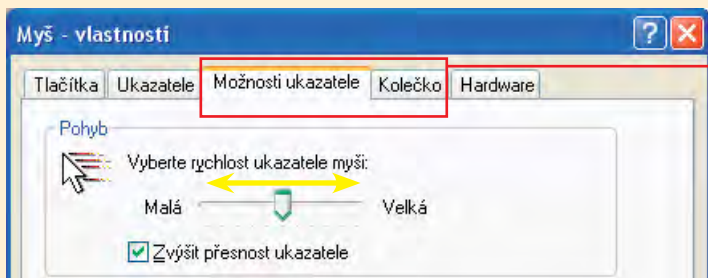 Myš - vlastnosti
Tlačítka Ukazatele Možnosti ukazatele Kolečko Hardware
Pohyb
Vyberte rychlost ukazatele myši:
Malá Velká
Zvýšit přesnost ukazatele